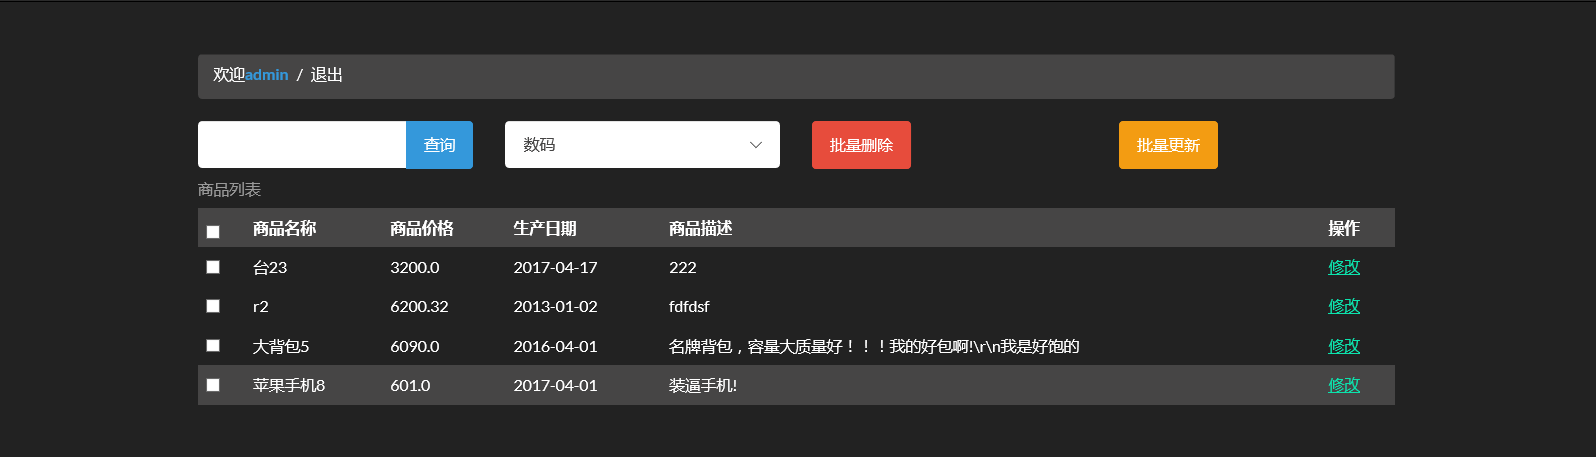 欢迎admin / 退出
查询 数码 批量删除 批量更新
商品列表
商品名称 商品价格 生产日期 商品描述 操作
台23 3200.0 2017-04-17 222 修改
r2 6200.32 2013-01-02 fdfdsf 修改
大背包5 6090.0 2016-04-01 名牌背包，容量大质量好！！！我的好包啊!\r\n我是好饱的 修改
苹果手机8 601.0 2017-04-01 装逼手机! 修改